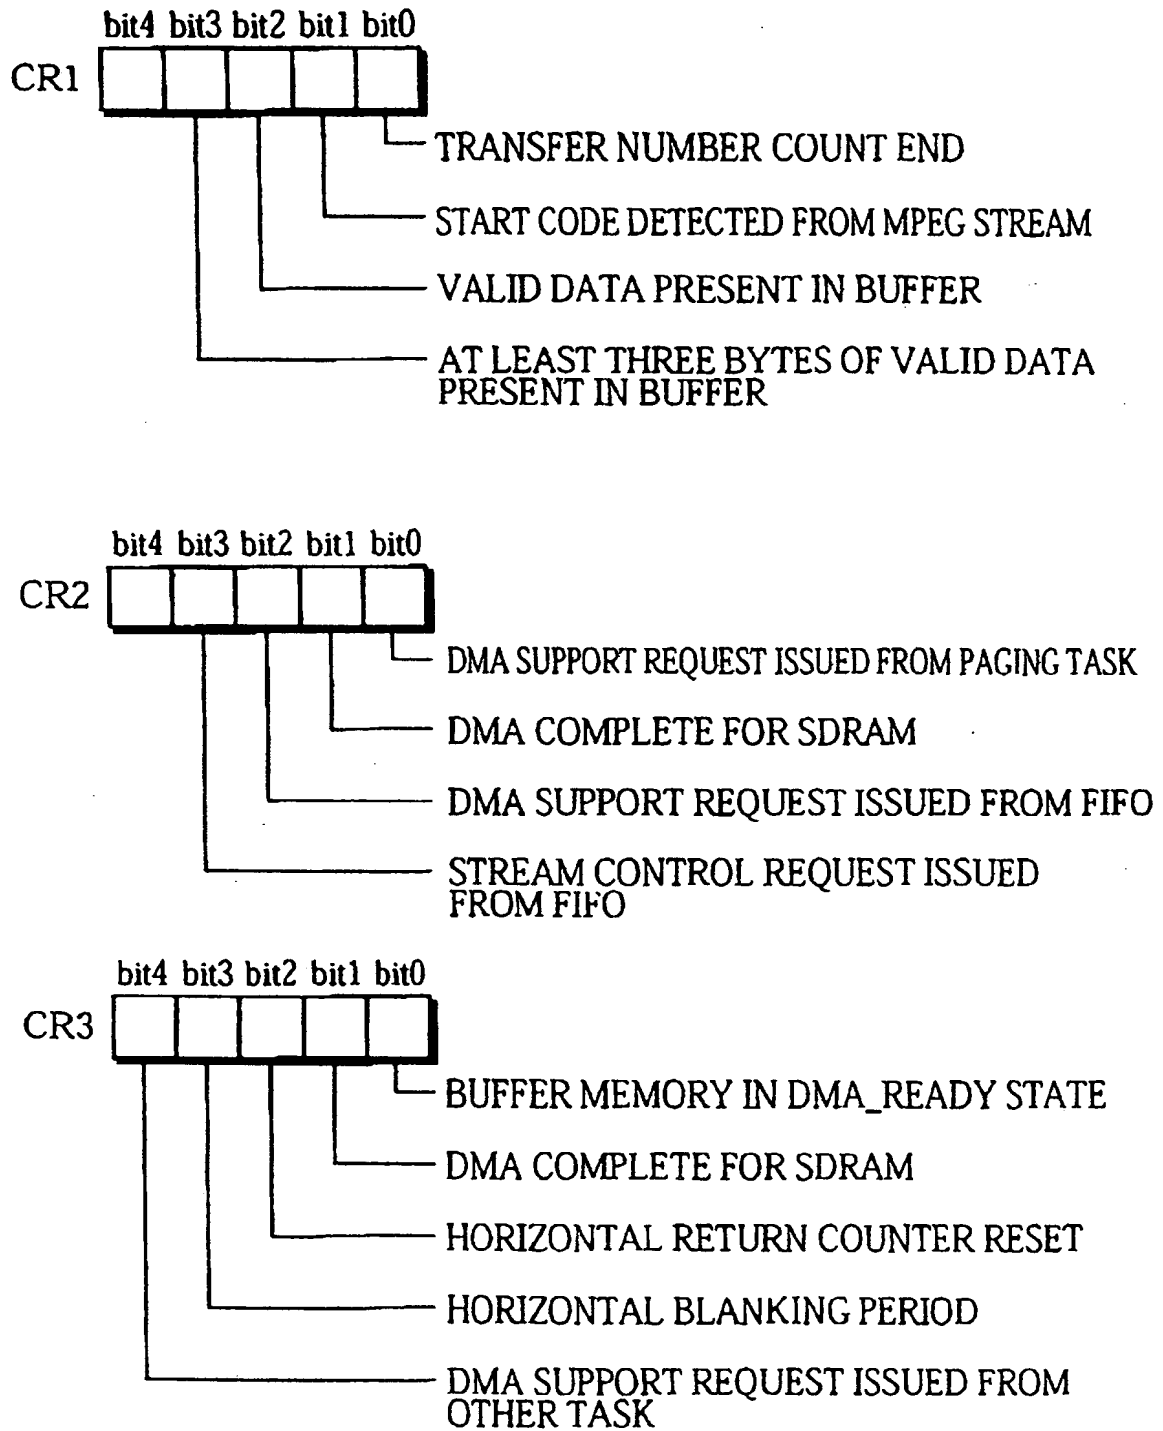 bit4 bit3 bit2 bit1 bit0
CR1
TRANSFER NUMBER COUNT END
START CODE DETECTED FROM MPEG STREAM
VALID DATA PRESENT IN BUFFER
AT LEAST THREE BYTES OF VALID DATA
PRESENT IN BUFFER
bit4 bit3 bit2 bit1 bit0
CR2
DMA SUPPORT REQUEST ISSUED FROM PAGING TASK
DMA COMPLETE FOR SDRAM
DMA SUPPORT REQUEST ISSUED FROM FIFO
STREAM CONTROL REQUEST ISSUED
FROM FIFO
bit4 bit3 bit2 bit1 bit0
CR3
BUFFER MEMORY IN DMA_READY STATE
DMA COMPLETE FOR SDRAM
HORIZONTAL RETURN COUNTER RESET
HORIZONTAL BLANKING PERIOD
DMA SUPPORT REQUEST ISSUED FROM
OTHER TASK